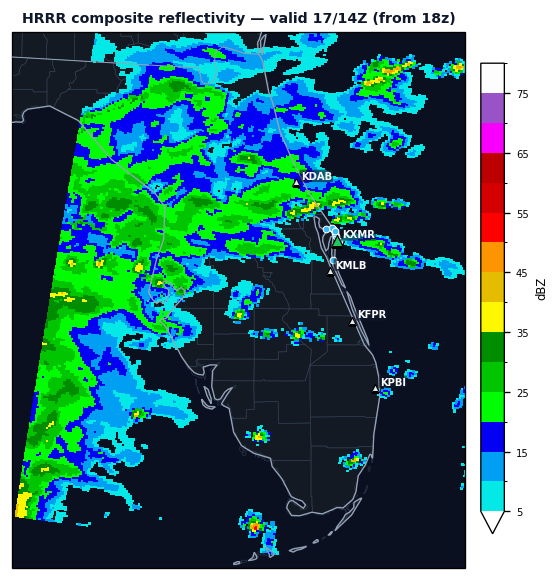 HRRR composite reflectivity — valid 17/14Z (from 18z)
KDAB
KXMR
KMLB
KFPR
KPBI
75
65
55
45
35
25
15
5
dBZ